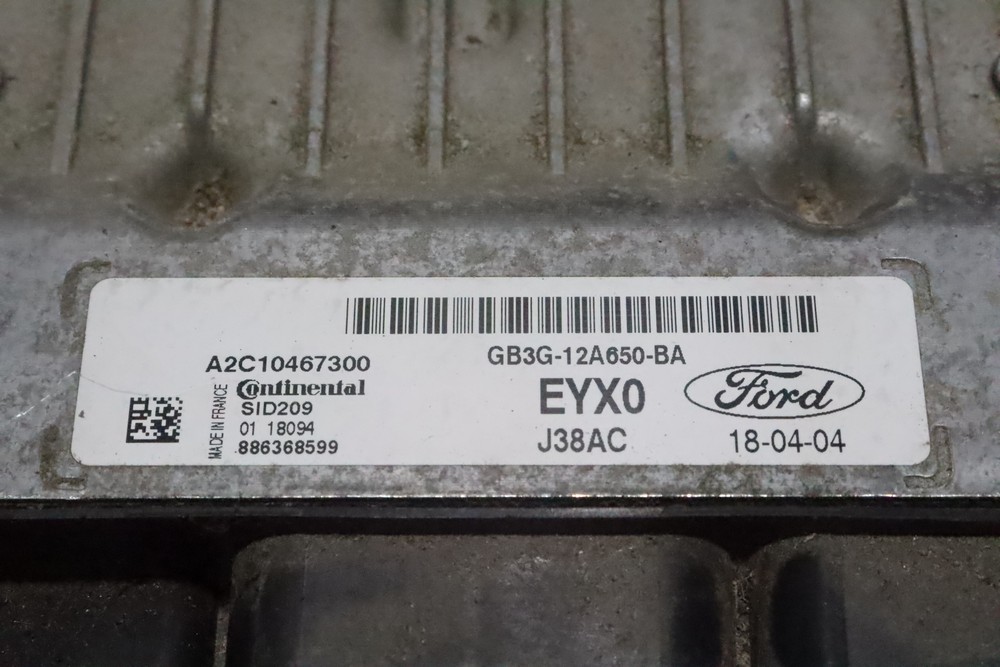 A2C10467300
Continental
SID209
01 18094
886368599
MADE IN FRANCE
GB3G-12A650-BA
EYX0
J38AC
Ford
18-04-04